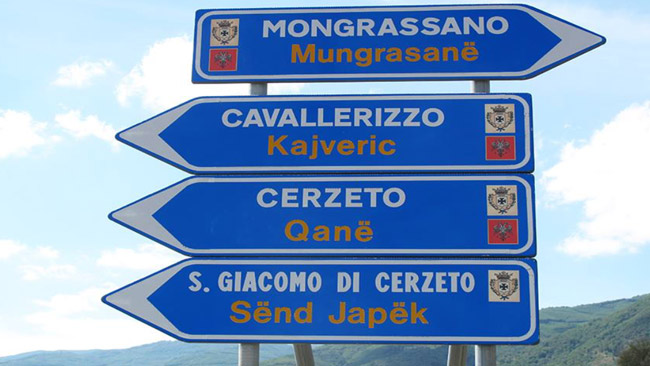 MONGRASSANO
Mungrasanë
CAVALLERIZZO
Kajveric
CERZETO
Qanë
S. GIACOMO DI CERZETO
Sënd Japëk